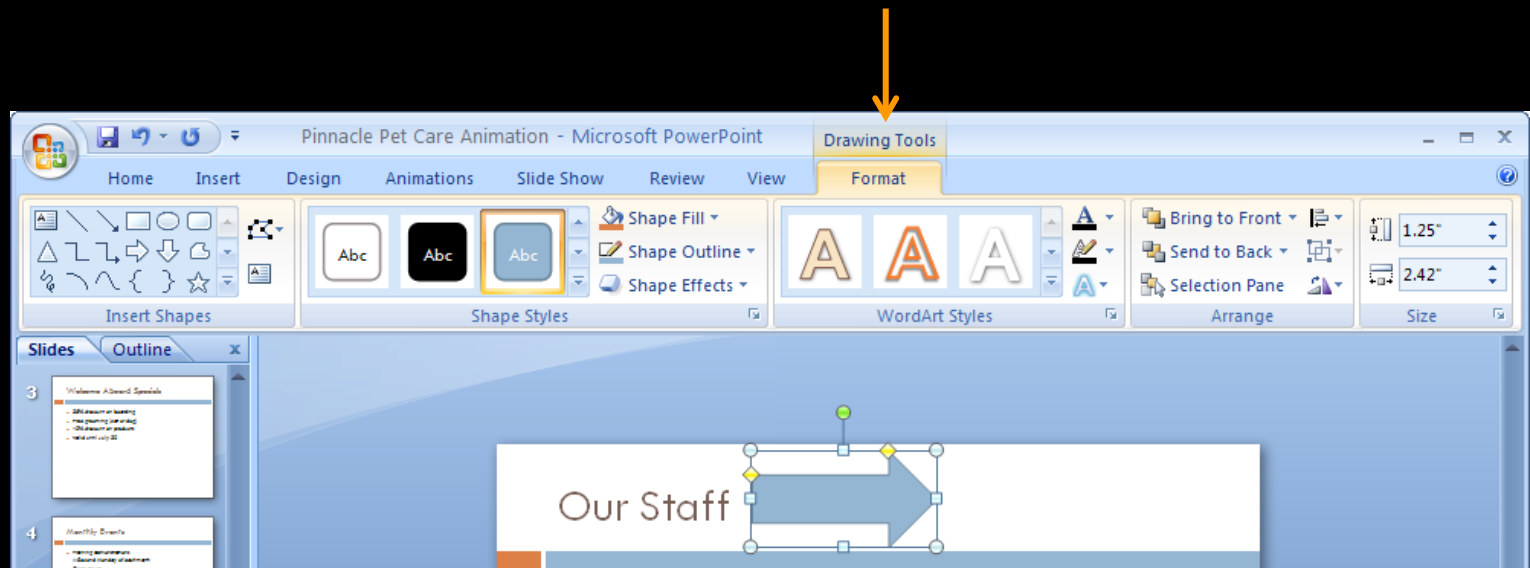 Pinnacle Pet Care Animation - Microsoft PowerPoint
Drawing Tools
Home Insert Design Animations Slide Show Review View Format
Abc Abc Abc
Shape Fill
Shape Outline
Shape Effects
A A A
A
A
Bring to Front
Send to Back
Selection Pane
1.25"
2.42"
Insert Shapes Shape Styles WordArt Styles Arrange Size
Slides Outline x
3
Welcome Aboard Specials
4
Monthly Events
Our Staff